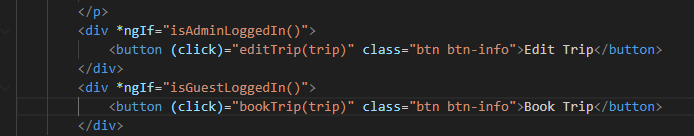 </p>
<div *ngIf="isAdminLoggedIn()">
<button (click)="editTrip(trip)" class="btn btn-info">Edit Trip</button>
</div>
<div *ngIf="isGuestLoggedIn()">
<button (click)="bookTrip(trip)" class="btn btn-info">Book Trip</button>
</div>